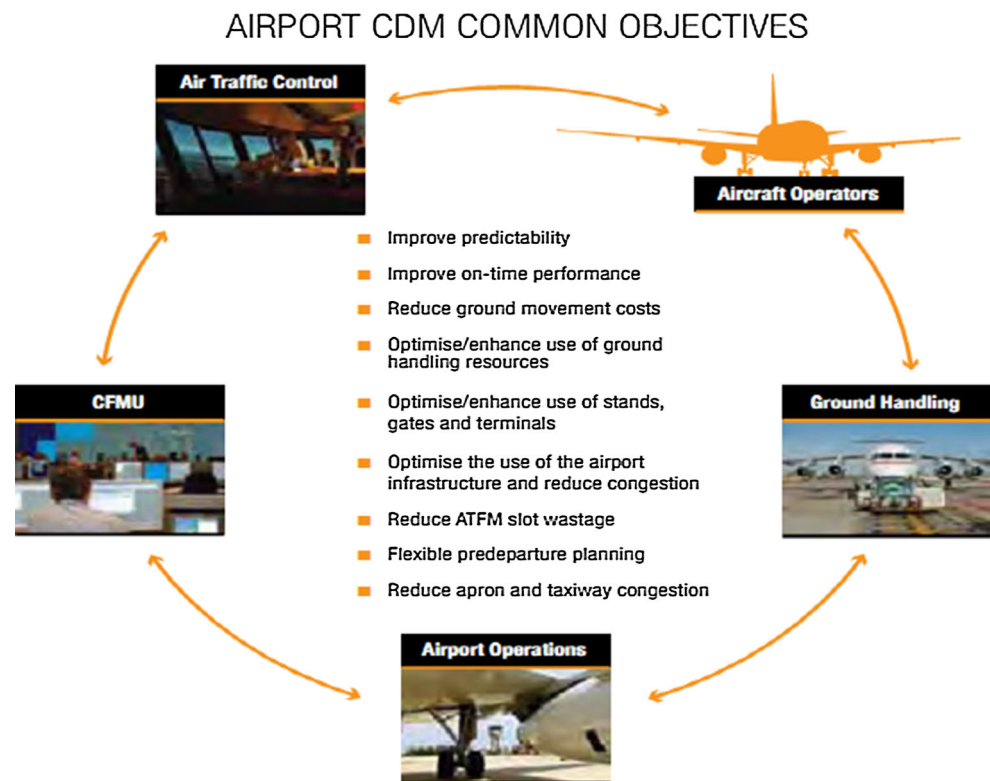 AIRPORT CDM COMMON OBJECTIVES
Air Traffic Control
Aircraft Operators
Improve predictability
Improve on-time performance
Reduce ground movement costs
Optimise/enhance use of ground
handling resources
CFMU
Ground Handling
Optimise/enhance use of stands,
gates and terminals
Optimise the use of the airport
infrastructure and reduce congestion
Reduce ATFM slot wastage
Flexible predeparture planning
Reduce apron and taxiway congestion
Airport Operations